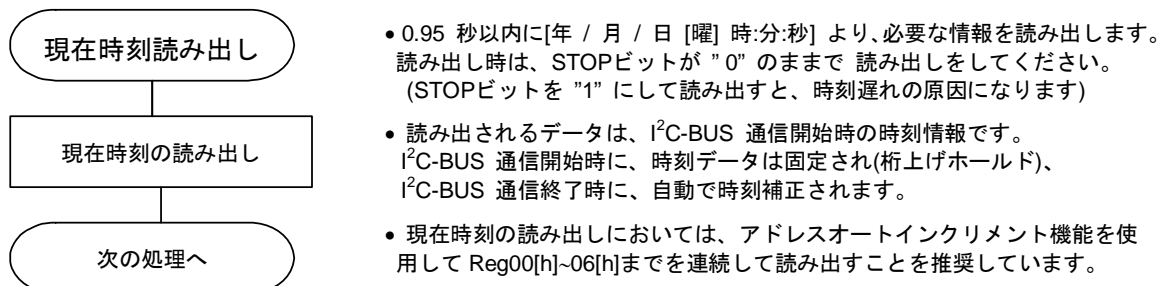 現在時刻読み出し
現在時刻の読み出し
次の処理へ
• 0.95 秒以内に[年 / 月 / 日 [曜] 時:分:秒] より、必要な情報を読み出します。
読み出し時は、STOPビットが ” 0” のままで 読み出しをしてください。
(STOPビットを ”1” にして読み出すと、時刻遅れの原因になります)
• 読み出されるデータは、I²C-BUS 通信開始時の時刻情報です。
I²C-BUS 通信開始時に、時刻データは固定され(桁上げホールド)、
I²C-BUS 通信終了時に、自動で時刻補正されます。
• 現在時刻の読み出しにおいては、アドレスオートインクリメント機能を使
用して Reg00[h]~06[h]までを連続して読み出すことを推奨しています。